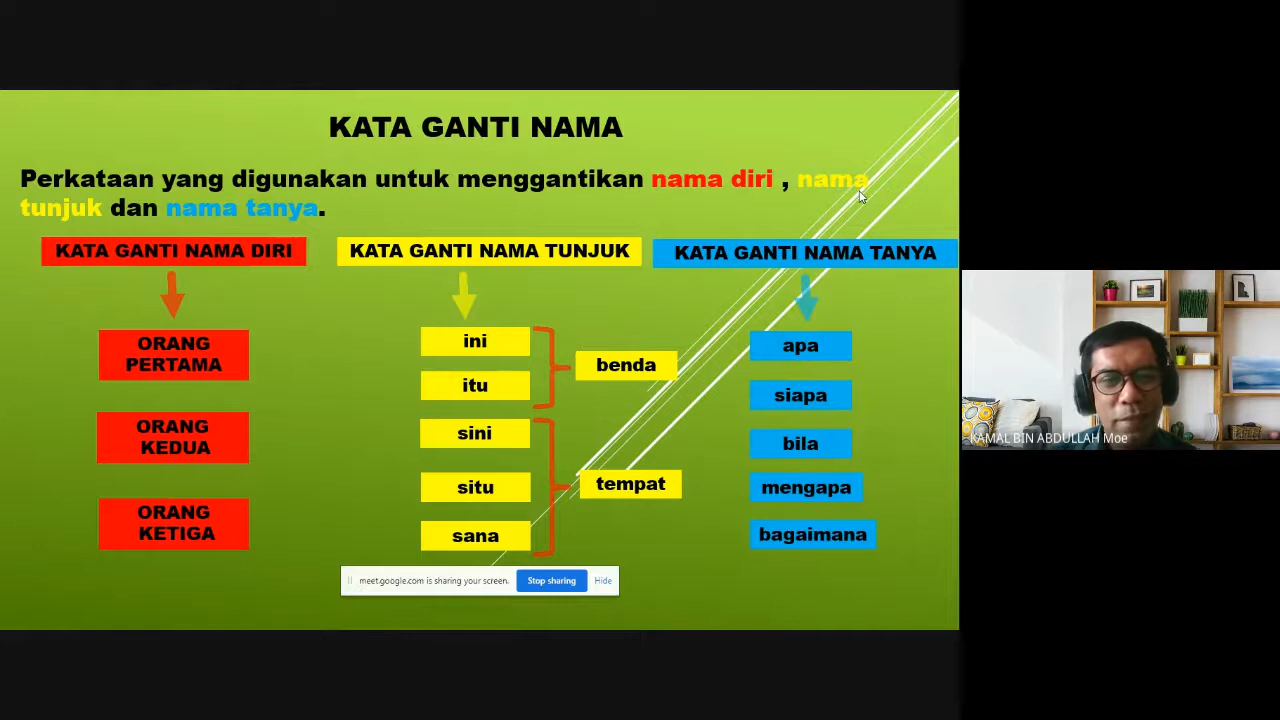 KATA GANTI NAMA
Perkataan yang digunakan untuk menggantikan nama diri , nama
tunjuk dan nama tanya.
KATA GANTI NAMA DIRI
KATA GANTI NAMA TUNJUK
KATA GANTI NAMA TANYA
ORANG
PERTAMA
ORANG
KEDUA
ORANG
KETIGA
ini
itu
benda
sini
situ
sana
tempat
apa
siapa
bila
mengapa
bagaimana
meet.google.com is sharing your screen.
Stop sharing
Hide
KAMAL BIN ABDULLAH Moe